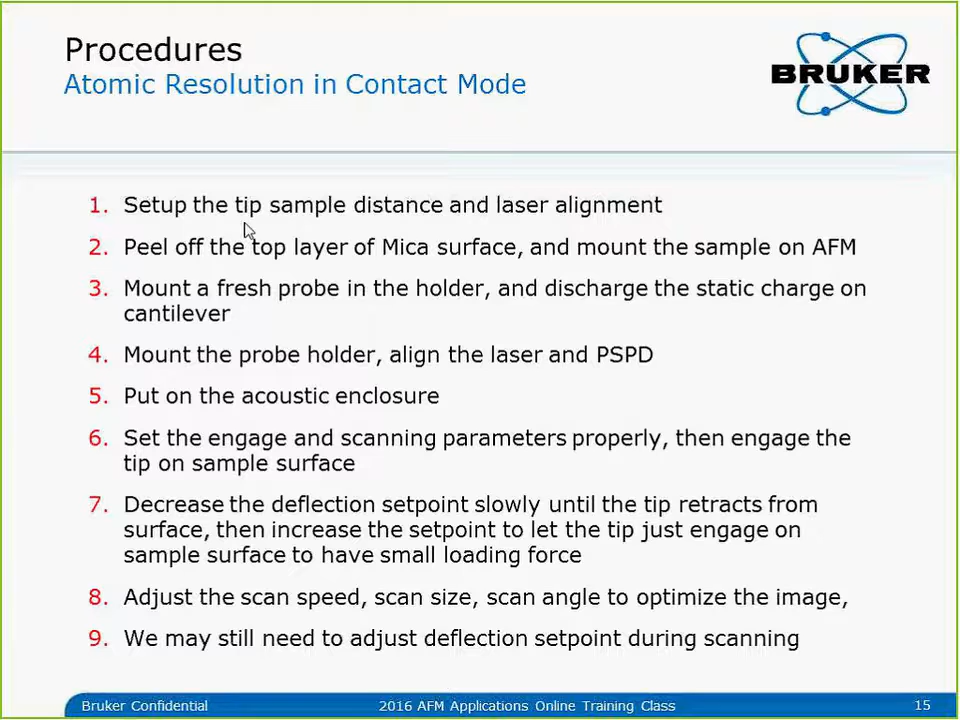 Procedures
Atomic Resolution in Contact Mode
BRUKER
1. Setup the tip sample distance and laser alignment
2. Peel off the top layer of Mica surface, and mount the sample on AFM
3. Mount a fresh probe in the holder, and discharge the static charge on
cantilever
4. Mount the probe holder, align the laser and PSPD
5. Put on the acoustic enclosure
6. Set the engage and scanning parameters properly, then engage the
tip on sample surface
7. Decrease the deflection setpoint slowly until the tip retracts from
surface, then increase the setpoint to let the tip just engage on
sample surface to have small loading force
8. Adjust the scan speed, scan size, scan angle to optimize the image,
9. We may still need to adjust deflection setpoint during scanning
Bruker Confidential
2016 AFM Applications Online Training Class
15